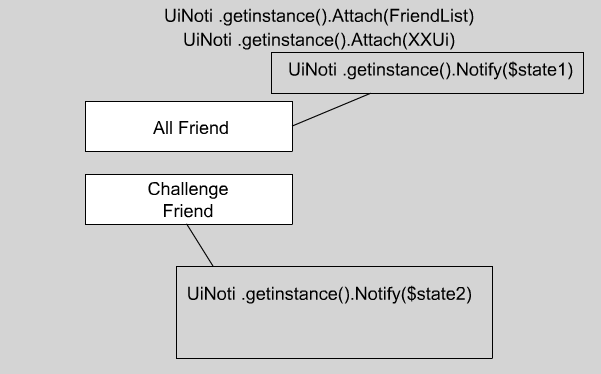 UiNoti .getinstance().Attach(FriendList)
UiNoti .getinstance().Attach(XXUi)
UiNoti .getinstance().Notify($state1)
All Friend
Challenge
Friend
UiNoti .getinstance().Notify($state2)